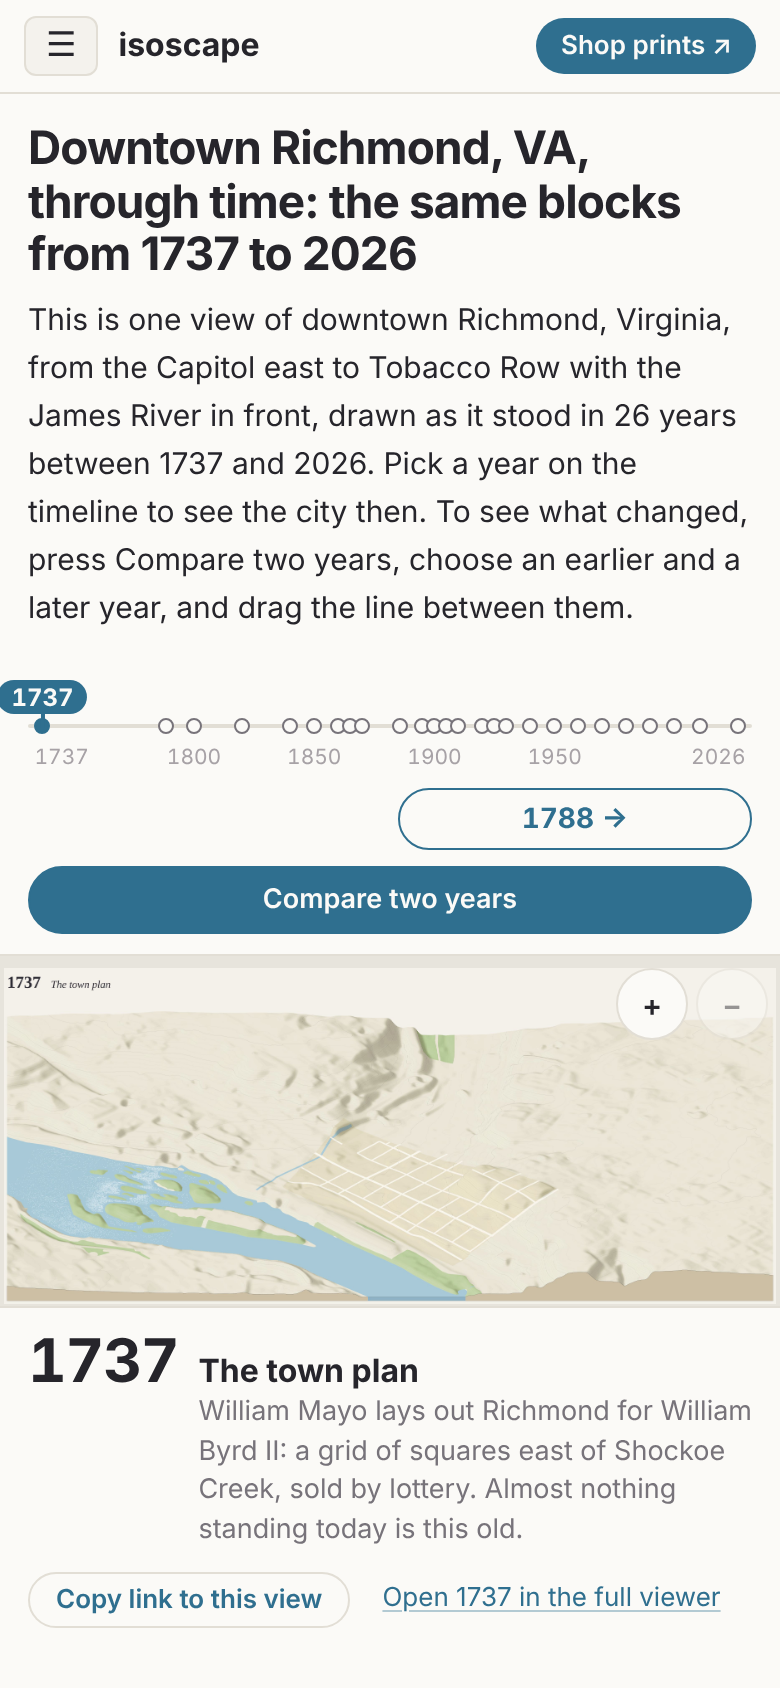 ☰ isoscape Shop prints ↗
Downtown Richmond, VA,
through time: the same blocks
from 1737 to 2026
This is one view of downtown Richmond, Virginia,
from the Capitol east to Tobacco Row with the
James River in front, drawn as it stood in 26 years
between 1737 and 2026. Pick a year on the
timeline to see the city then. To see what changed,
press Compare two years, choose an earlier and a
later year, and drag the line between them.
1737
1737 1800 1850 1900 1950 2026
1788 →
Compare two years
1737 The town plan
+ −
1737 The town plan
William Mayo lays out Richmond for William
Byrd II: a grid of squares east of Shockoe
Creek, sold by lottery. Almost nothing
standing today is this old.
Copy link to this view Open 1737 in the full viewer